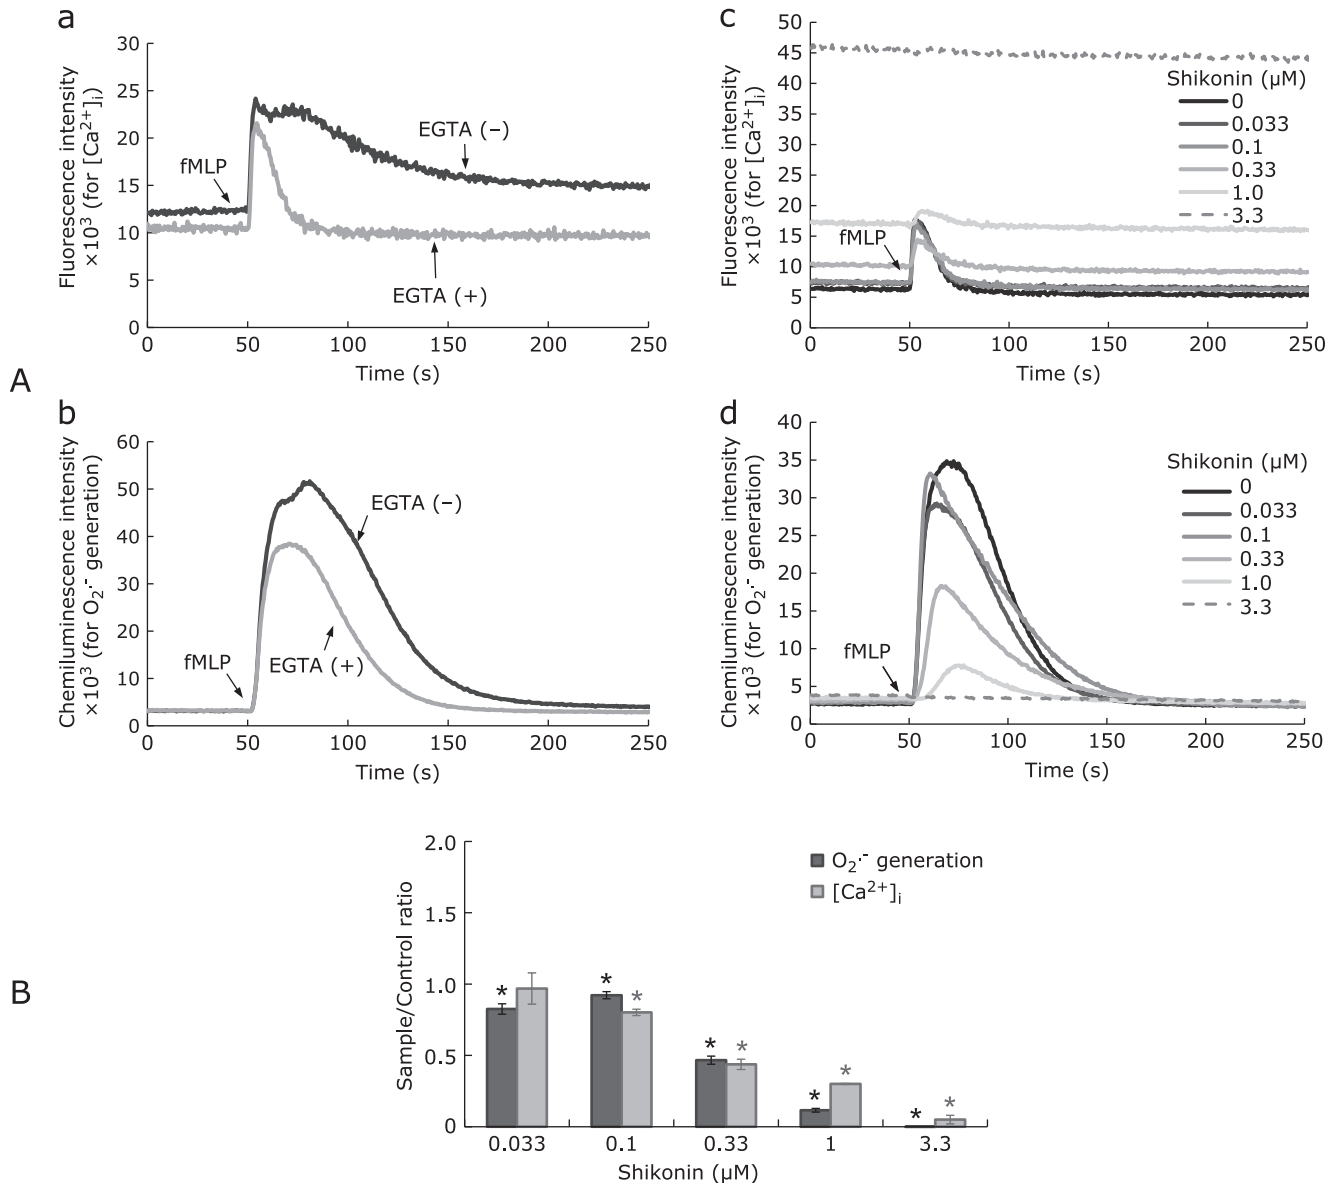 A
a
Fluorescence intensity
×10³ (for [Ca²⁺]ᵢ)
30
25
20
15
10
5
0
fMLP
EGTA (−)
EGTA (+)
0 50 100 150 200 250
Time (s)
b
Chemiluminescence intensity
×10³ (for O₂·⁻ generation)
60
50
40
30
20
10
0
fMLP
EGTA (−)
EGTA (+)
0 50 100 150 200 250
Time (s)
c
Fluorescence intensity
×10³ (for [Ca²⁺]ᵢ)
50
45
40
35
30
25
20
15
10
5
0
fMLP
Shikonin (μM)
0
0.033
0.1
0.33
1.0
3.3
0 50 100 150 200 250
Time (s)
d
Chemiluminescence intensity
×10³ (for O₂·⁻ generation)
40
35
30
25
20
15
10
5
0
fMLP
Shikonin (μM)
0
0.033
0.1
0.33
1.0
3.3
0 50 100 150 200 250
Time (s)
B
Sample/Control ratio
2.0
1.5
1.0
0.5
0
O₂·⁻ generation
[Ca²⁺]ᵢ
* * * * * * * * *
0.033 0.1 0.33 1 3.3
Shikonin (μM)